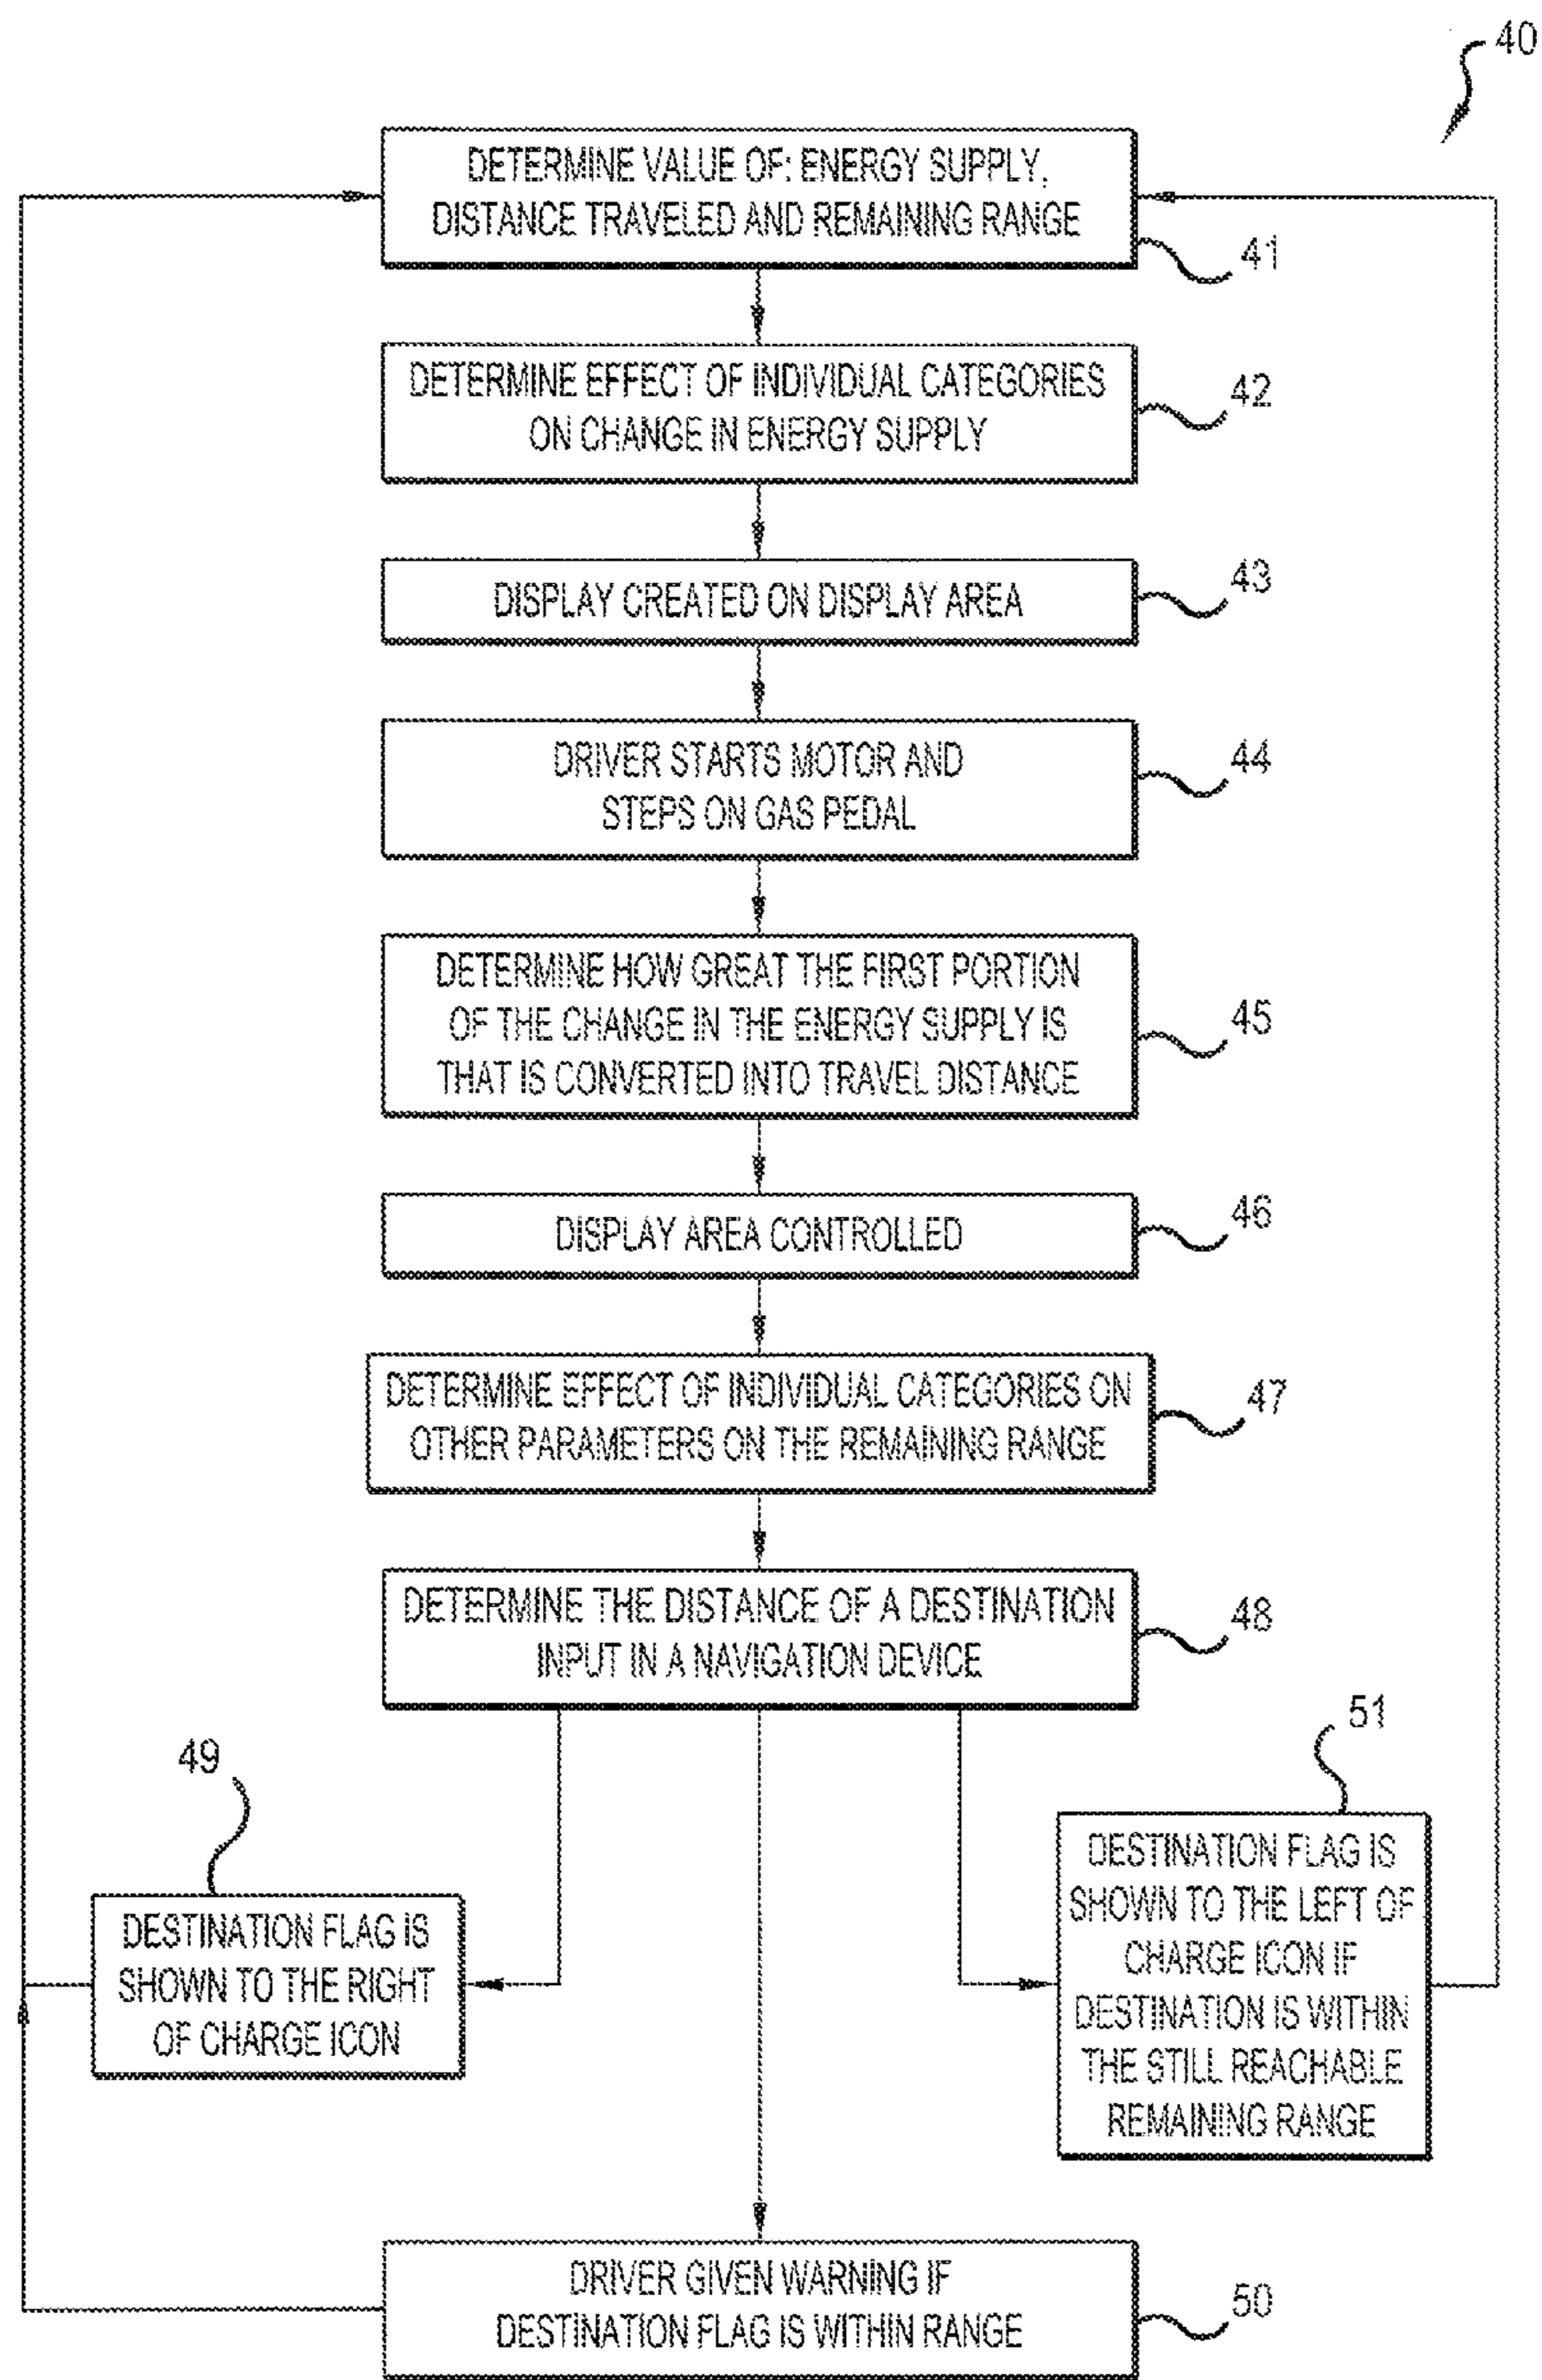 40
DETERMINE VALUE OF: ENERGY SUPPLY,
DISTANCE TRAVELED AND REMAINING RANGE
41
DETERMINE EFFECT OF INDIVIDUAL CATEGORIES
ON CHANGE IN ENERGY SUPPLY
42
DISPLAY CREATED ON DISPLAY AREA
43
DRIVER STARTS MOTOR AND
STEPS ON GAS PEDAL
44
DETERMINE HOW GREAT THE FIRST PORTION
OF THE CHANGE IN THE ENERGY SUPPLY IS
THAT IS CONVERTED INTO TRAVEL DISTANCE
45
DISPLAY AREA CONTROLLED
46
DETERMINE EFFECT OF INDIVIDUAL CATEGORIES ON
OTHER PARAMETERS ON THE REMAINING RANGE
47
DETERMINE THE DISTANCE OF A DESTINATION
INPUT IN A NAVIGATION DEVICE
48
49
DESTINATION FLAG IS
SHOWN TO THE RIGHT
OF CHARGE ICON
51
DESTINATION FLAG IS
SHOWN TO THE LEFT OF
CHARGE ICON IF
DESTINATION IS WITHIN
THE STILL REACHABLE
REMAINING RANGE
DRIVER GIVEN WARNING IF
DESTINATION FLAG IS WITHIN RANGE
50